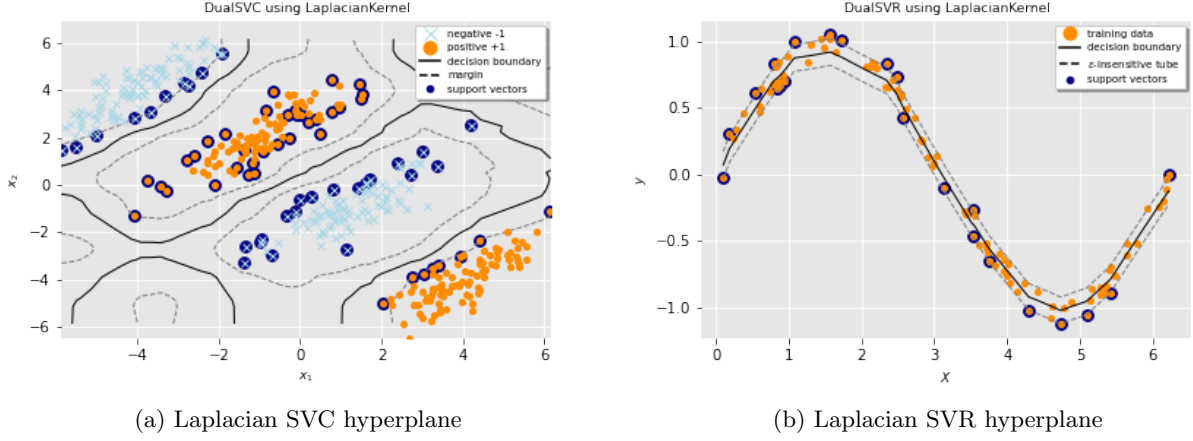 DualSVC using LaplacianKernel
negative -1
positive +1
decision boundary
margin
support vectors
6
4
2
0
−2
−4
−6
x₂
−4
−2
0
2
4
6
x₁
(a) Laplacian SVC hyperplane
DualSVR using LaplacianKernel
training data
decision boundary
ε-insensitive tube
support vectors
1.0
0.5
0.0
−0.5
−1.0
y
0
1
2
3
4
5
6
X
(b) Laplacian SVR hyperplane